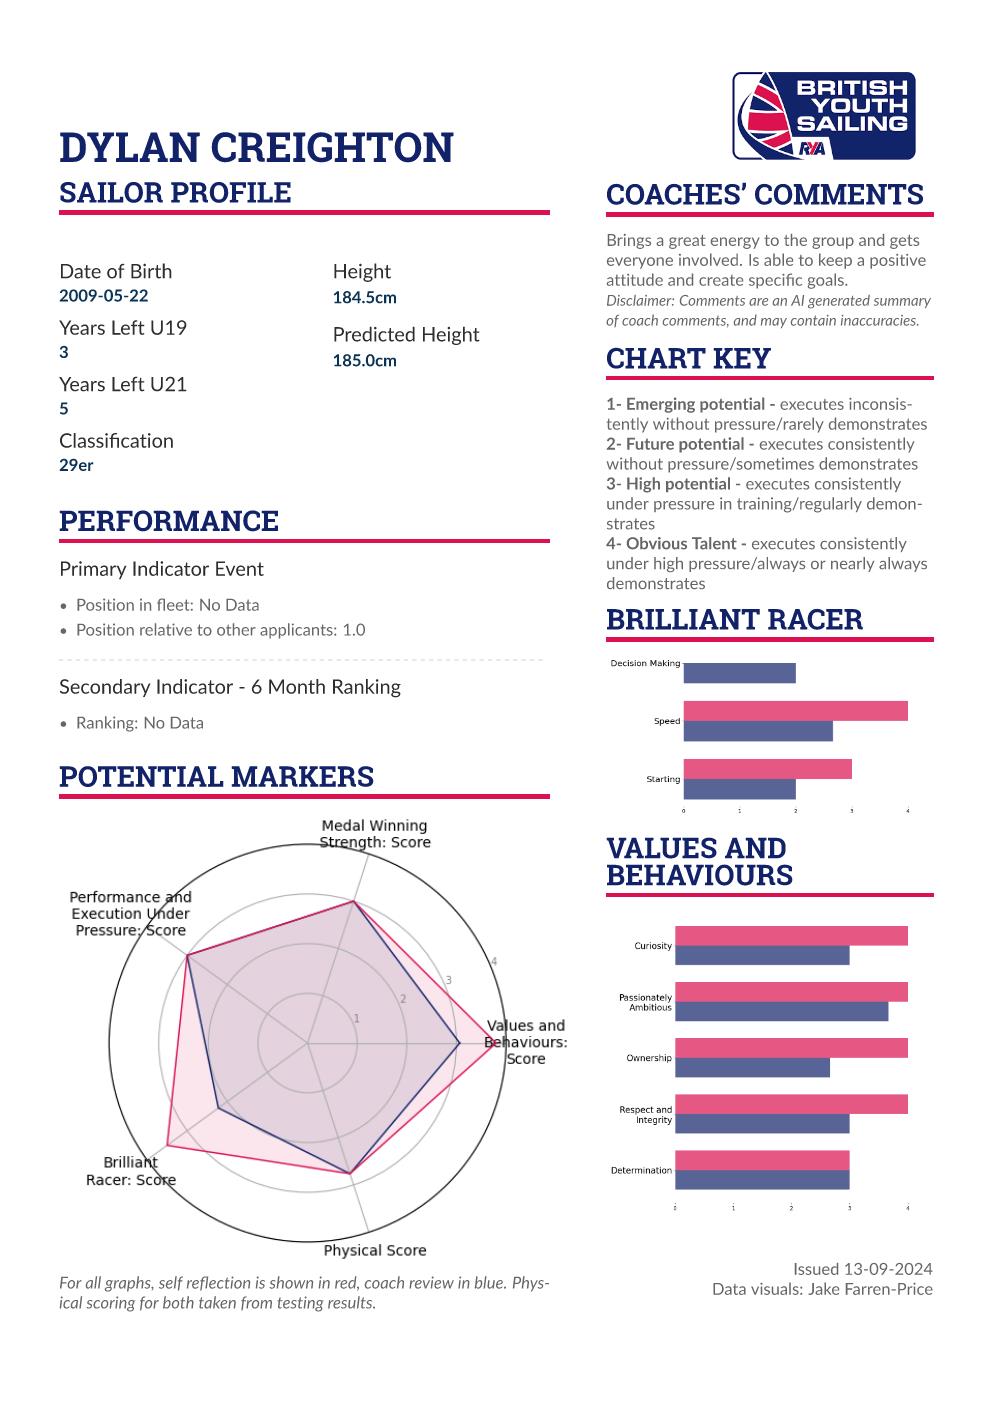 BRITISH
YOUTH
SAILING
RYA
DYLAN CREIGHTON
SAILOR PROFILE
Date of Birth
2009-05-22
Years Left U19
3
Years Left U21
5
Classification
29er
Height
184.5cm
Predicted Height
185.0cm
PERFORMANCE
Primary Indicator Event
• Position in fleet: No Data
• Position relative to other applicants: 1.0
Secondary Indicator - 6 Month Ranking
• Ranking: No Data
POTENTIAL MARKERS
Medal Winning
Strength: Score
Performance and
Execution Under
Pressure: Score
4
3
2
1
Values and
Behaviours:
Score
Brilliant
Racer: Score
Physical Score
For all graphs, self reflection is shown in red, coach review in blue. Phys-
ical scoring for both taken from testing results.
COACHES’ COMMENTS
Brings a great energy to the group and gets
everyone involved. Is able to keep a positive
attitude and create specific goals.
Disclaimer: Comments are an AI generated summary
of coach comments, and may contain inaccuracies.
CHART KEY
1- Emerging potential - executes inconsis-
tently without pressure/rarely demonstrates
2- Future potential - executes consistently
without pressure/sometimes demonstrates
3- High potential - executes consistently
under pressure in training/regularly demon-
strates
4- Obvious Talent - executes consistently
under high pressure/always or nearly always
demonstrates
BRILLIANT RACER
Decision Making
Speed
Starting
0 1 2 3 4
VALUES AND
BEHAVIOURS
Curiosity
Passionately
Ambitious
Ownership
Respect and
Integrity
Determination
0 1 2 3 4
Issued 13-09-2024
Data visuals: Jake Farren-Price